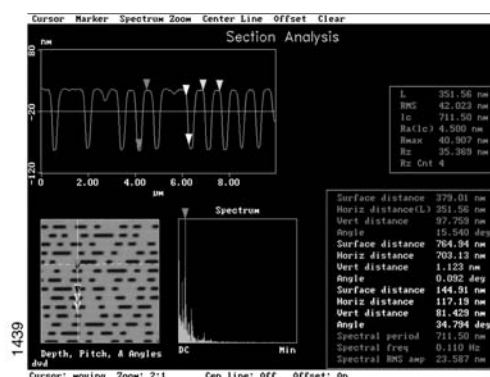 Cursor Marker Spectrum Zoom Center Line Offset Clear
Section Analysis
nm
80
-20
-120
0 2.00 4.00 6.00 8.00
µm
L 351.56 nm
RMS 42.023 nm
lc 711.50 nm
Ra(lc) 4.500 nm
Rmax 40.907 nm
Rz 35.369 nm
Rz Cnt 4
Spectrum
DC Min
Surface distance 379.01 nm
Horiz distance(L) 351.56 nm
Vert distance 97.759 nm
Angle 15.540 deg
Surface distance 764.94 nm
Horiz distance 703.13 nm
Vert distance 1.123 nm
Angle 0.092 deg
Surface distance 144.91 nm
Horiz distance 117.19 nm
Vert distance 81.429 nm
Angle 34.794 deg
Spectral period 711.50 nm
Spectral freq 0.110 Hz
Spectral RMS amp 23.587 nm
Depth, Pitch, & Angles
dvd
1439
Cursor: moving Zoom: 2:1 Cen line: Off Offset: On